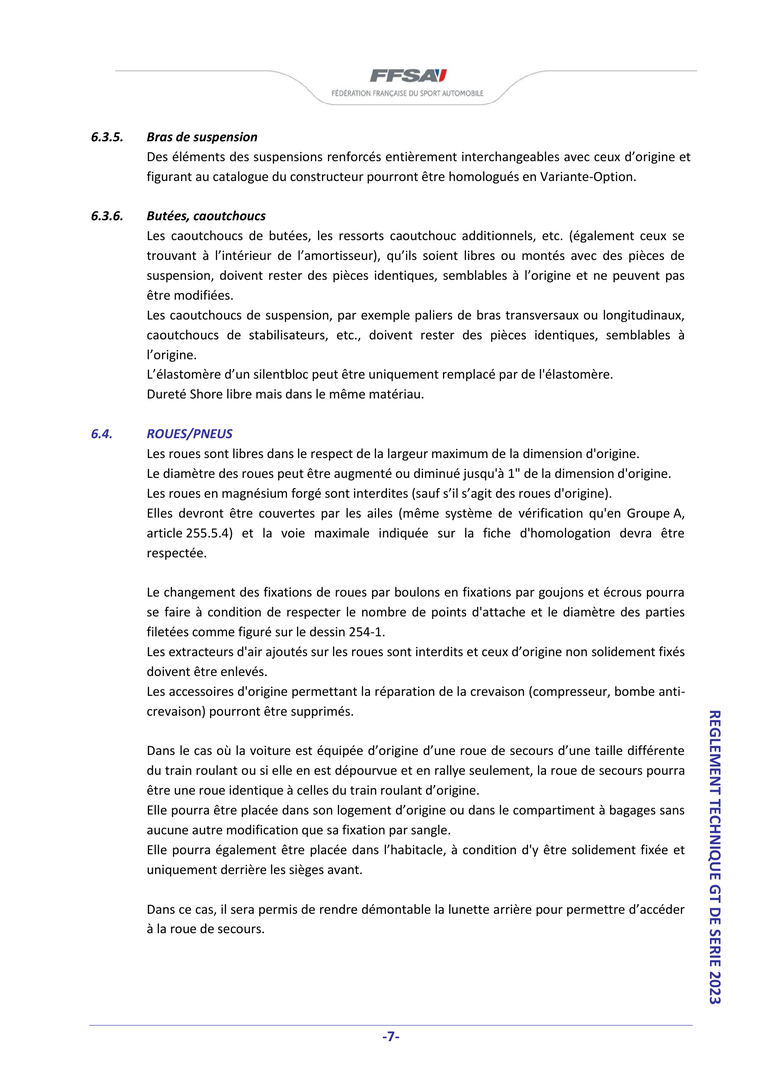 FFSA
FÉDÉRATION FRANÇAISE DU SPORT AUTOMOBILE
6.3.5. Bras de suspension
Des éléments des suspensions renforcés entièrement interchangeables avec ceux d’origine et
figurant au catalogue du constructeur pourront être homologués en Variante-Option.
6.3.6. Butées, caoutchoucs
Les caoutchoucs de butées, les ressorts caoutchouc additionnels, etc. (également ceux se
trouvant à l’intérieur de l’amortisseur), qu’ils soient libres ou montés avec des pièces de
suspension, doivent rester des pièces identiques, semblables à l’origine et ne peuvent pas
être modifiées.
Les caoutchoucs de suspension, par exemple paliers de bras transversaux ou longitudinaux,
caoutchoucs de stabilisateurs, etc., doivent rester des pièces identiques, semblables à
l’origine.
L’élastomère d’un silentbloc peut être uniquement remplacé par de l'élastomère.
Dureté Shore libre mais dans le même matériau.
6.4. ROUES/PNEUS
Les roues sont libres dans le respect de la largeur maximum de la dimension d'origine.
Le diamètre des roues peut être augmenté ou diminué jusqu'à 1" de la dimension d'origine.
Les roues en magnésium forgé sont interdites (sauf s’il s’agit des roues d'origine).
Elles devront être couvertes par les ailes (même système de vérification qu'en Groupe A,
article 255.5.4) et la voie maximale indiquée sur la fiche d'homologation devra être
respectée.
Le changement des fixations de roues par boulons en fixations par goujons et écrous pourra
se faire à condition de respecter le nombre de points d'attache et le diamètre des parties
filetées comme figuré sur le dessin 254-1.
Les extracteurs d'air ajoutés sur les roues sont interdits et ceux d’origine non solidement fixés
doivent être enlevés.
Les accessoires d'origine permettant la réparation de la crevaison (compresseur, bombe anti-
crevaison) pourront être supprimés.
Dans le cas où la voiture est équipée d’origine d’une roue de secours d’une taille différente
du train roulant ou si elle en est dépourvue et en rallye seulement, la roue de secours pourra
être une roue identique à celles du train roulant d’origine.
Elle pourra être placée dans son logement d’origine ou dans le compartiment à bagages sans
aucune autre modification que sa fixation par sangle.
Elle pourra également être placée dans l’habitacle, à condition d'y être solidement fixée et
uniquement derrière les sièges avant.
Dans ce cas, il sera permis de rendre démontable la lunette arrière pour permettre d’accéder
à la roue de secours.
REGLEMENT TECHNIQUE GT DE SERIE 2023
-7-